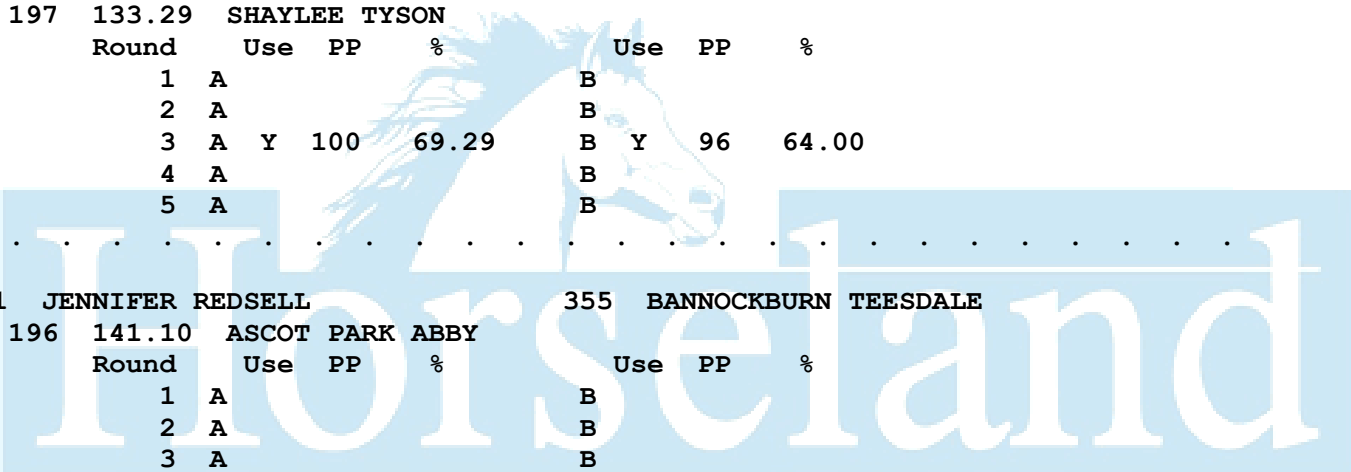 197 133.29 SHAYLEE TYSON
Round Use PP % Use PP %
1 A B
2 A B
3 A Y 100 69.29 B Y 96 64.00
4 A B
5 A B
. . . . . . . . . . . . . . . . . . . . . . . . .
1 JENNIFER REDSELL 355 BANNOCKBURN TEESDALE
196 141.10 ASCOT PARK ABBY
Round Use PP % Use PP %
1 A B
2 A B
3 A B
Horseland